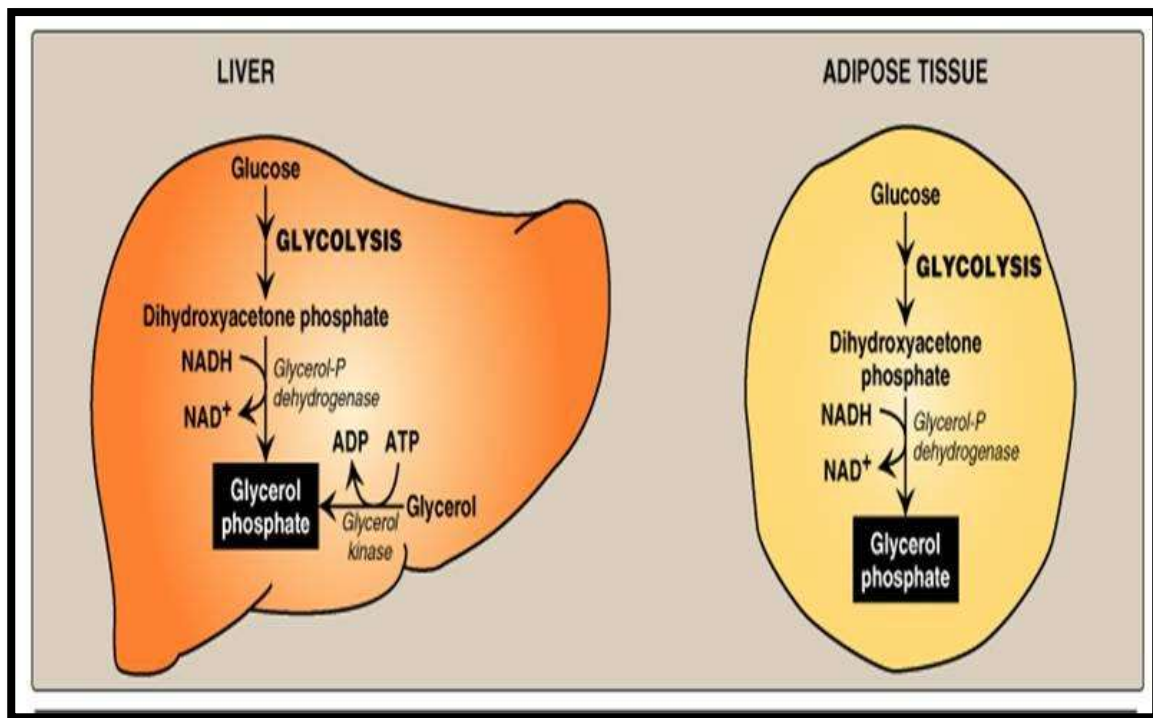 LIVER
Glucose
GLYCOLYSIS
Dihydroxyacetone phosphate
NADH
Glycerol-P
dehydrogenase
NAD+
ADP ATP
Glycerol
phosphate
Glycerol
Glycerol
kinase
ADIPOSE TISSUE
Glucose
GLYCOLYSIS
Dihydroxyacetone
phosphate
NADH
Glycerol-P
dehydrogenase
NAD+
Glycerol
phosphate